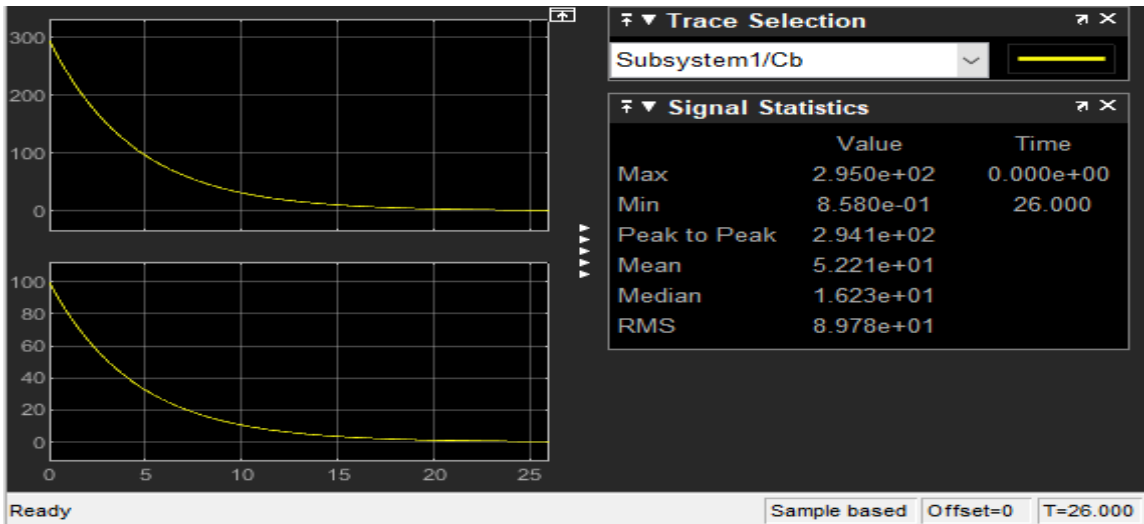 300
200
100
0
100
80
60
40
20
0
0 5 10 15 20 25
Trace Selection
Subsystem1/Cb
Signal Statistics
Value Time
Max 2.950e+02 0.000e+00
Min 8.580e-01 26.000
Peak to Peak 2.941e+02
Mean 5.221e+01
Median 1.623e+01
RMS 8.978e+01
Ready Sample based Offset=0 T=26.000